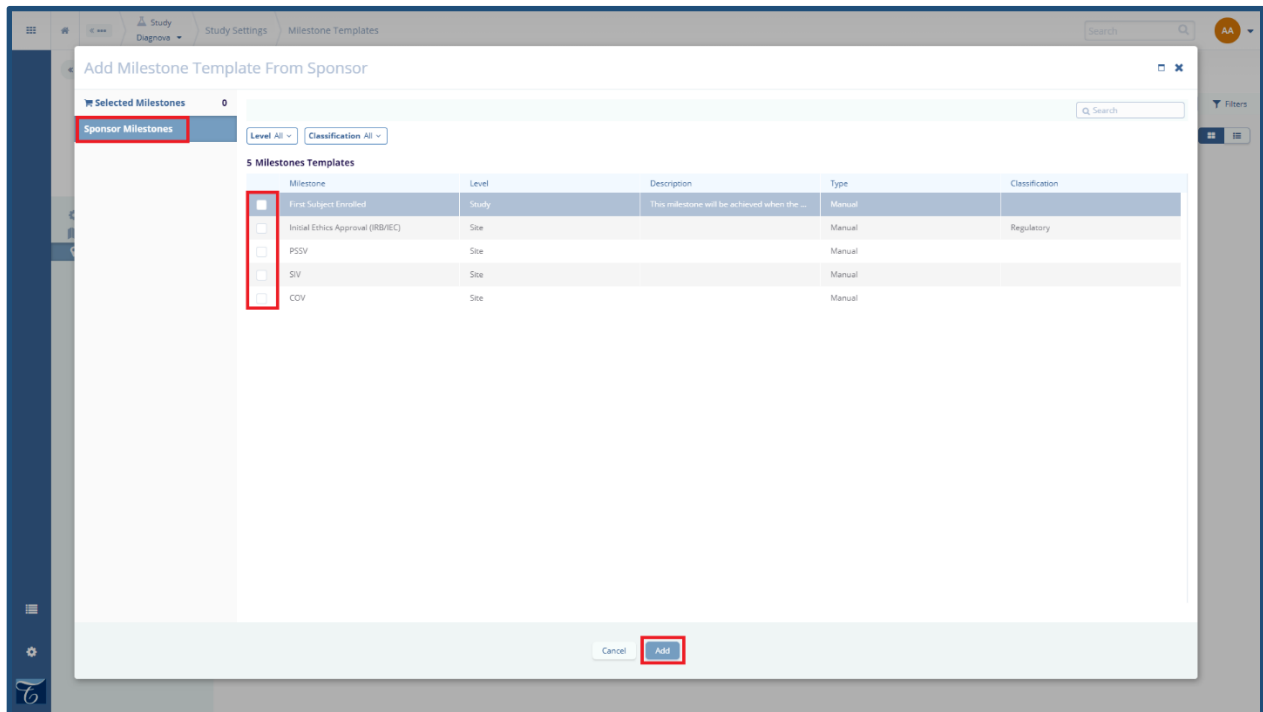 Study
Diagnova
Study Settings
Milestone Templates
Search
AA
Add Milestone Template From Sponsor
Selected Milestones 0
Search
Filters
Sponsor Milestones
Level All
Classification All
5 Milestones Templates
Milestone Level Description Type Classification
First Subject Enrolled Study This milestone will be achieved when the ... Manual
Initial Ethics Approval (IRB/IEC) Site Manual Regulatory
PSSV Site Manual
SIV Site Manual
COV Site Manual
Cancel Add